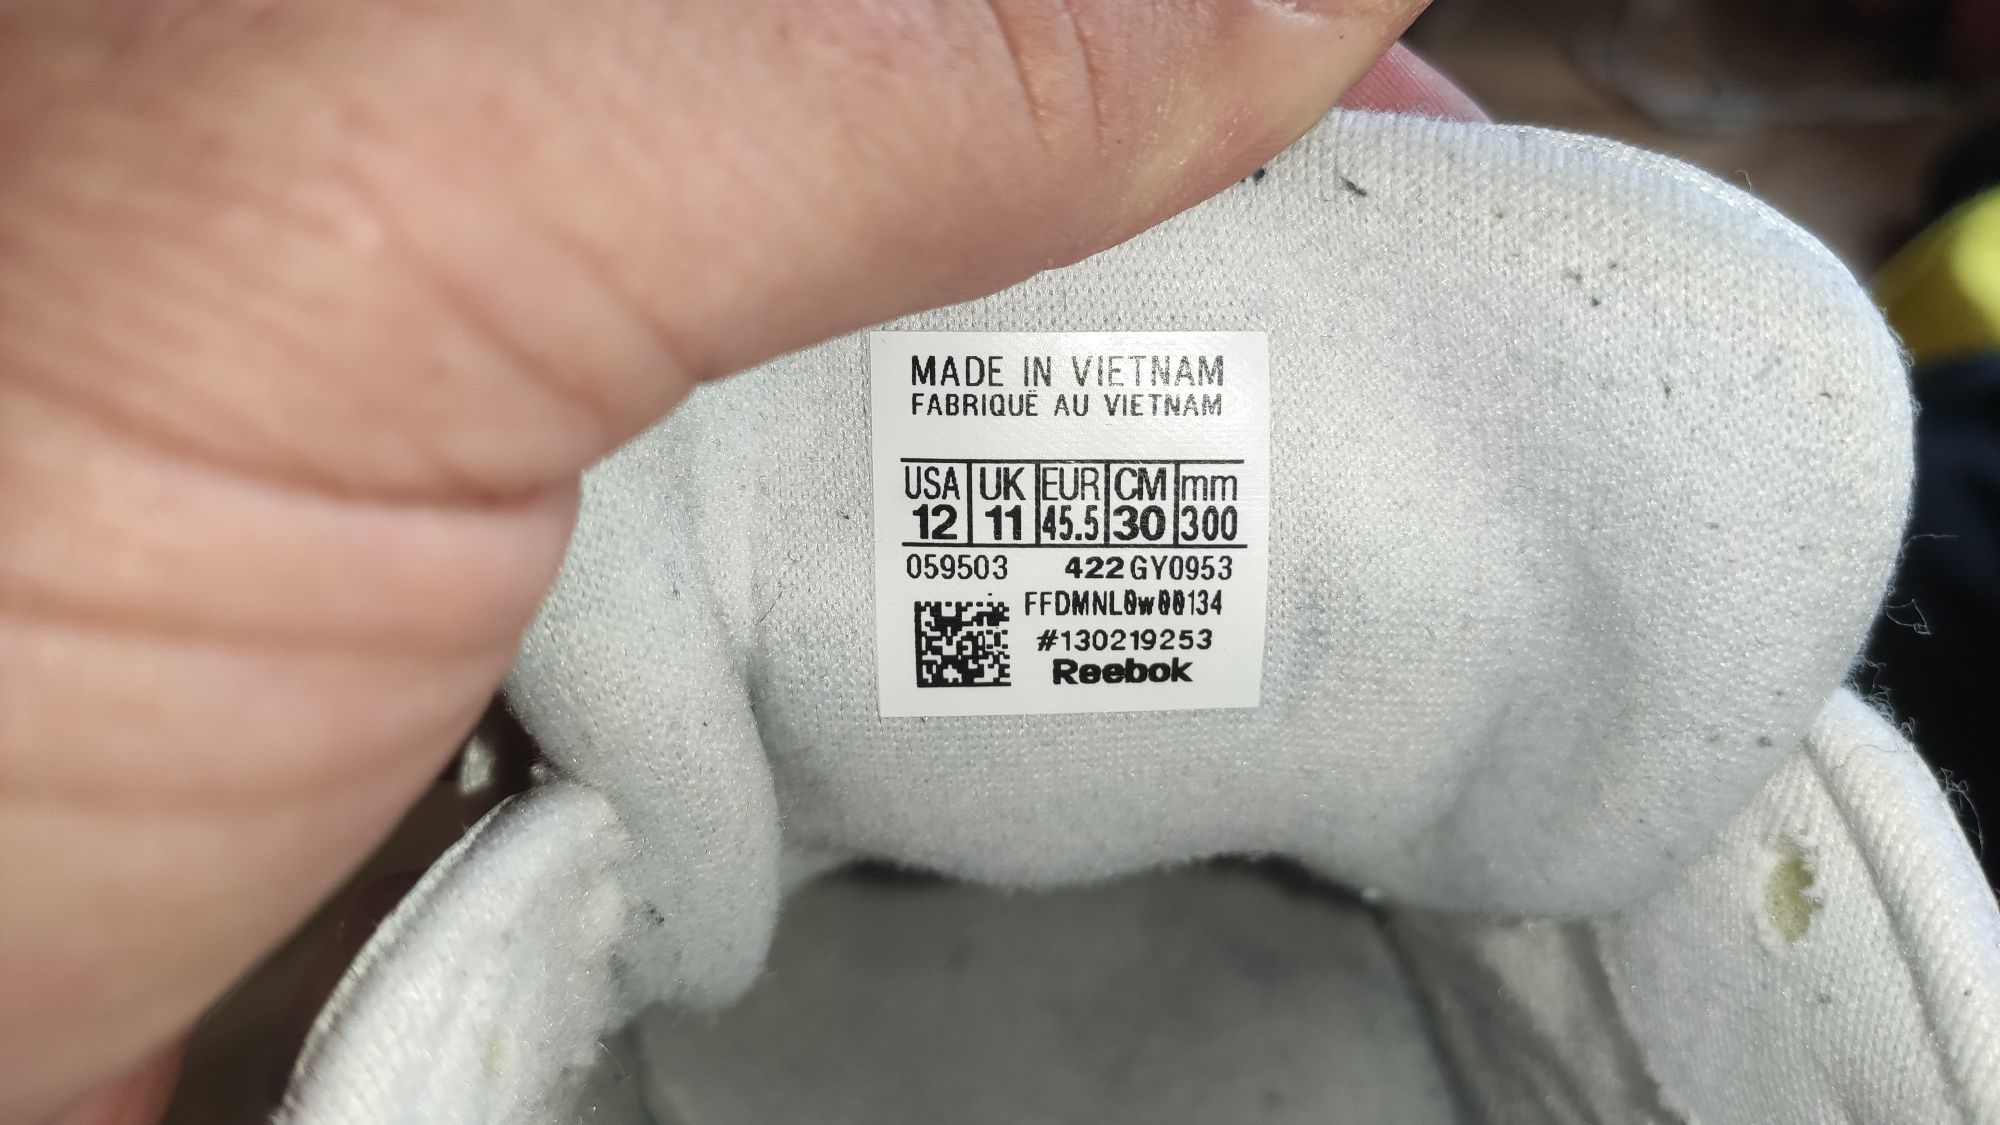 MADE IN VIETNAM
FABRIQUÉ AU VIETNAM
USA UK EUR CM mm
12 11 45.5 30 300
059503 422 GY0953
FFDMNL0w00134
#130219253
Reebok